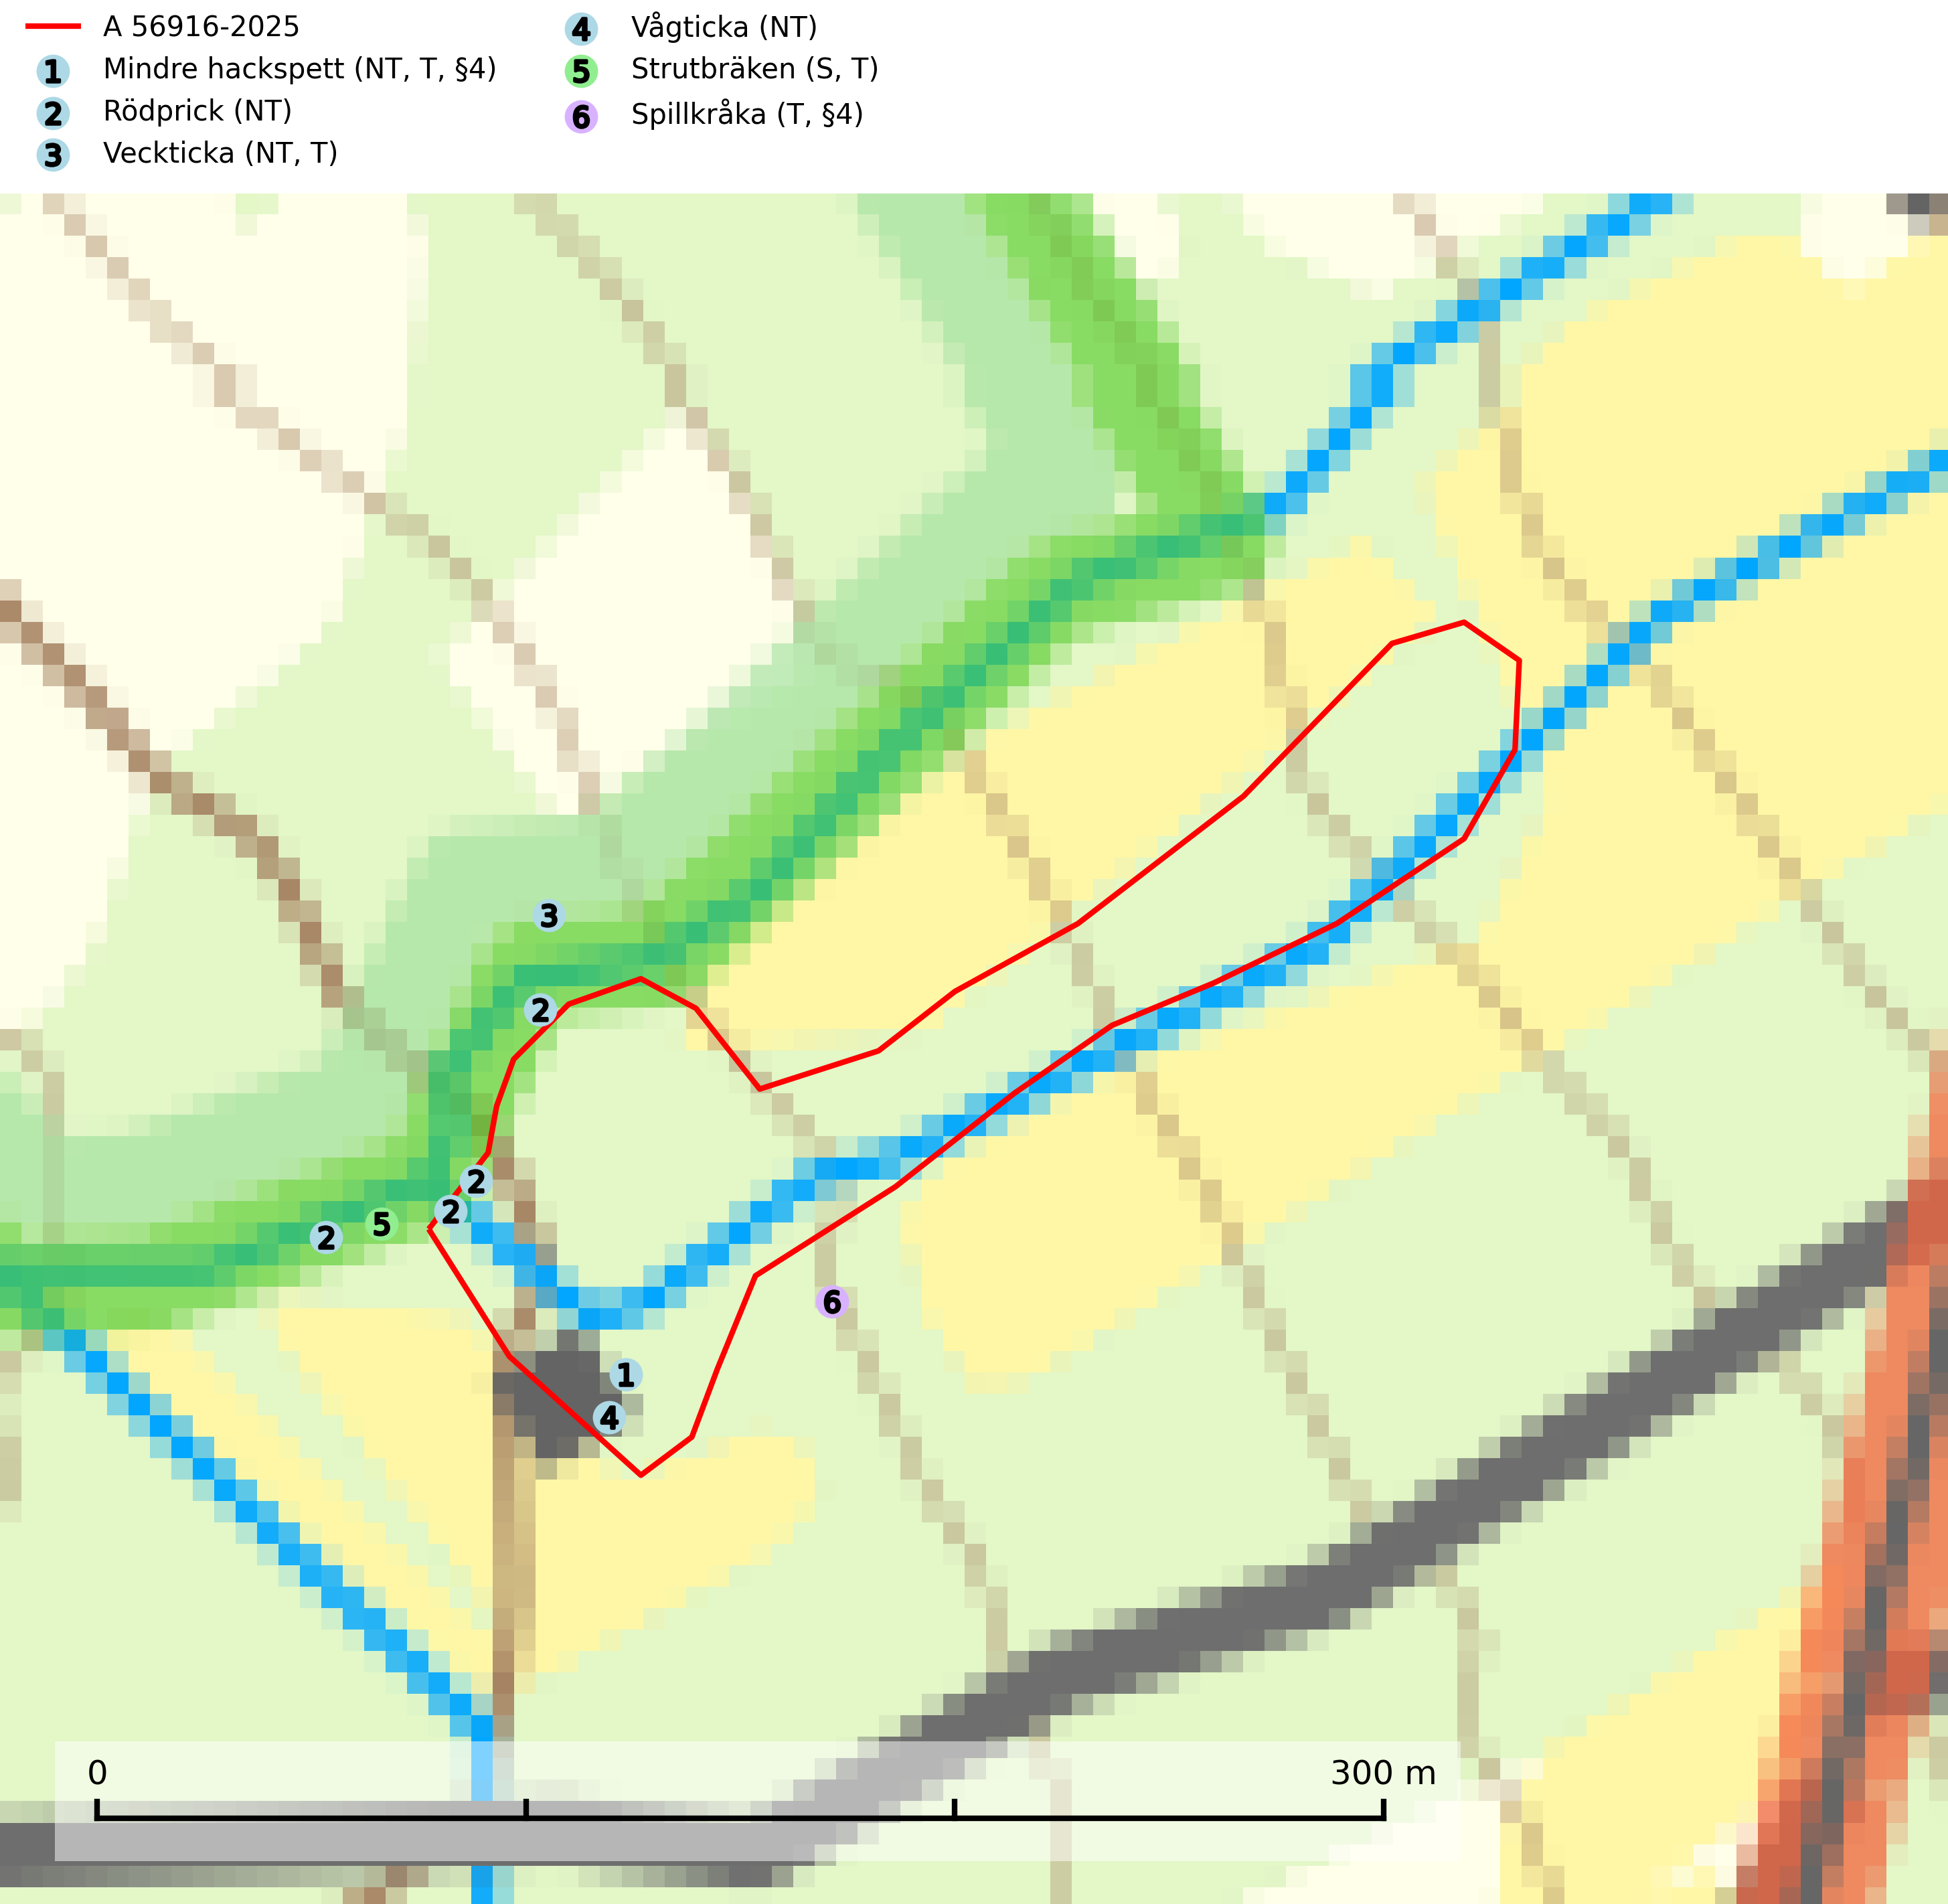 A 56916-2025
1 Mindre hackspett (NT, T, §4)
2 Rödprick (NT)
3 Veckticka (NT, T)
4 Vågticka (NT)
5 Strutbräken (S, T)
6 Spillkråka (T, §4)
3
2
2
2
5
2
6
1
4
0 300 m